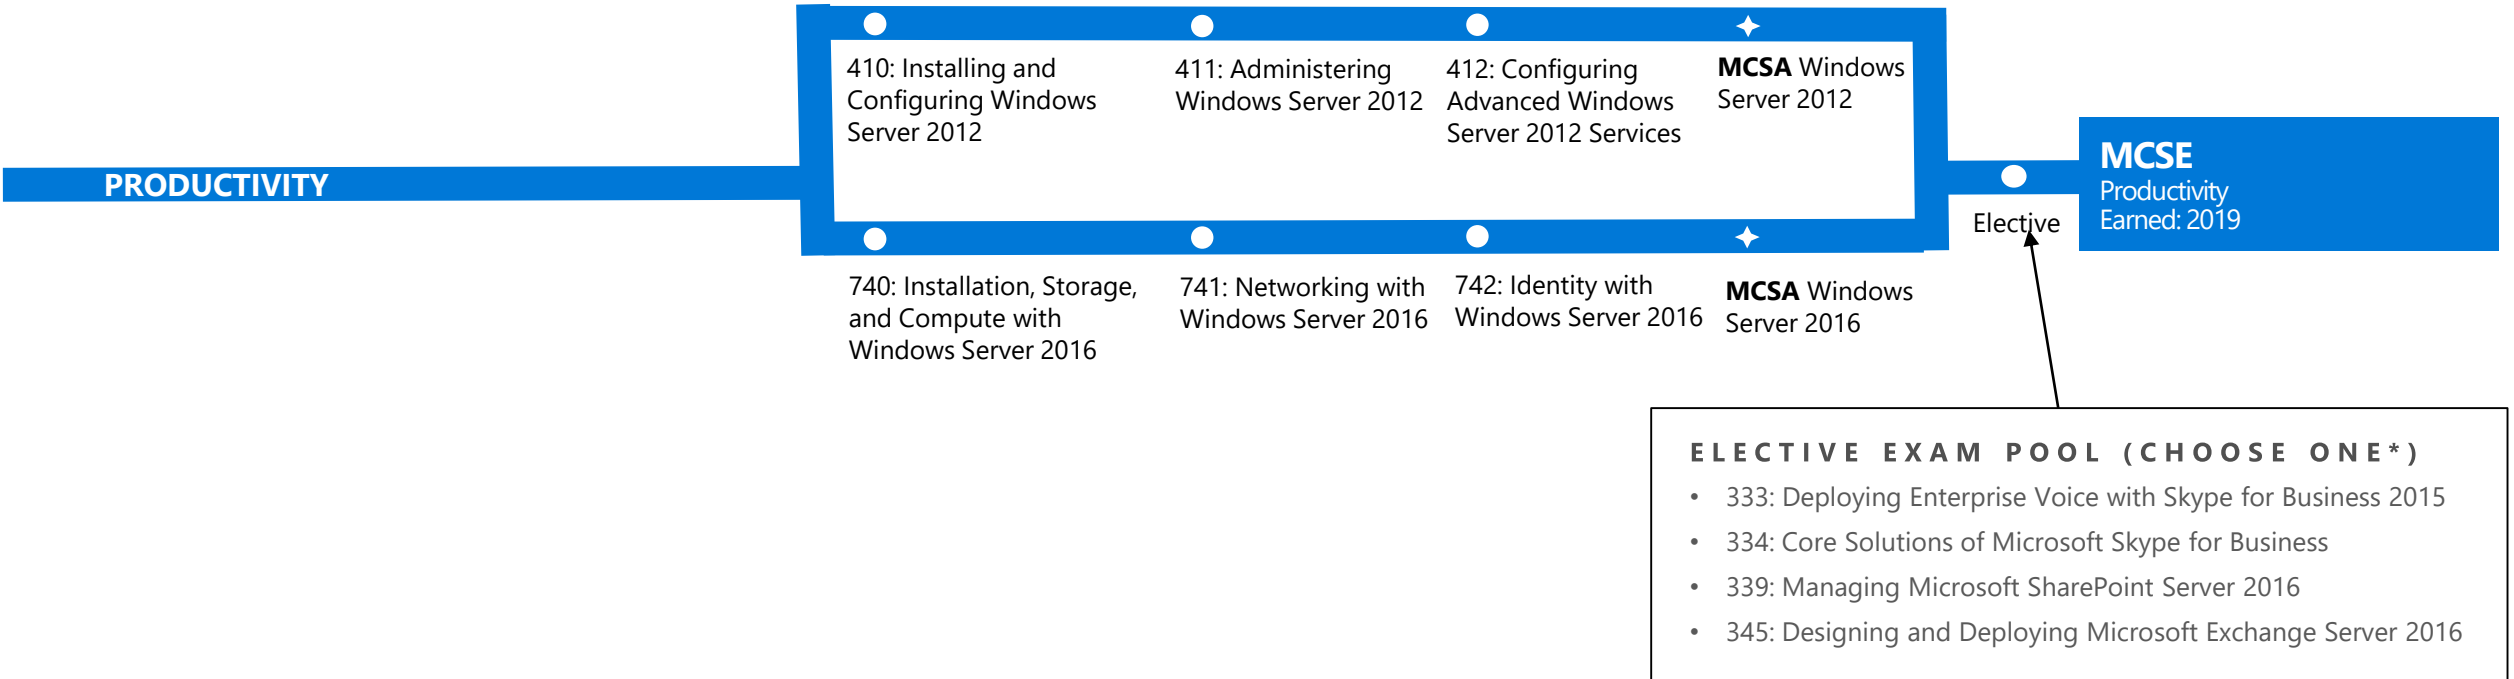 PRODUCTIVITY
410: Installing and
Configuring Windows
Server 2012
411: Administering
Windows Server 2012
412: Configuring
Advanced Windows
Server 2012 Services
MCSA Windows
Server 2012
740: Installation, Storage,
and Compute with
Windows Server 2016
741: Networking with
Windows Server 2016
742: Identity with
Windows Server 2016
MCSA Windows
Server 2016
Elective
MCSE
Productivity
Earned: 2019
ELECTIVE EXAM POOL (CHOOSE ONE*)
• 333: Deploying Enterprise Voice with Skype for Business 2015
• 334: Core Solutions of Microsoft Skype for Business
• 339: Managing Microsoft SharePoint Server 2016
• 345: Designing and Deploying Microsoft Exchange Server 2016